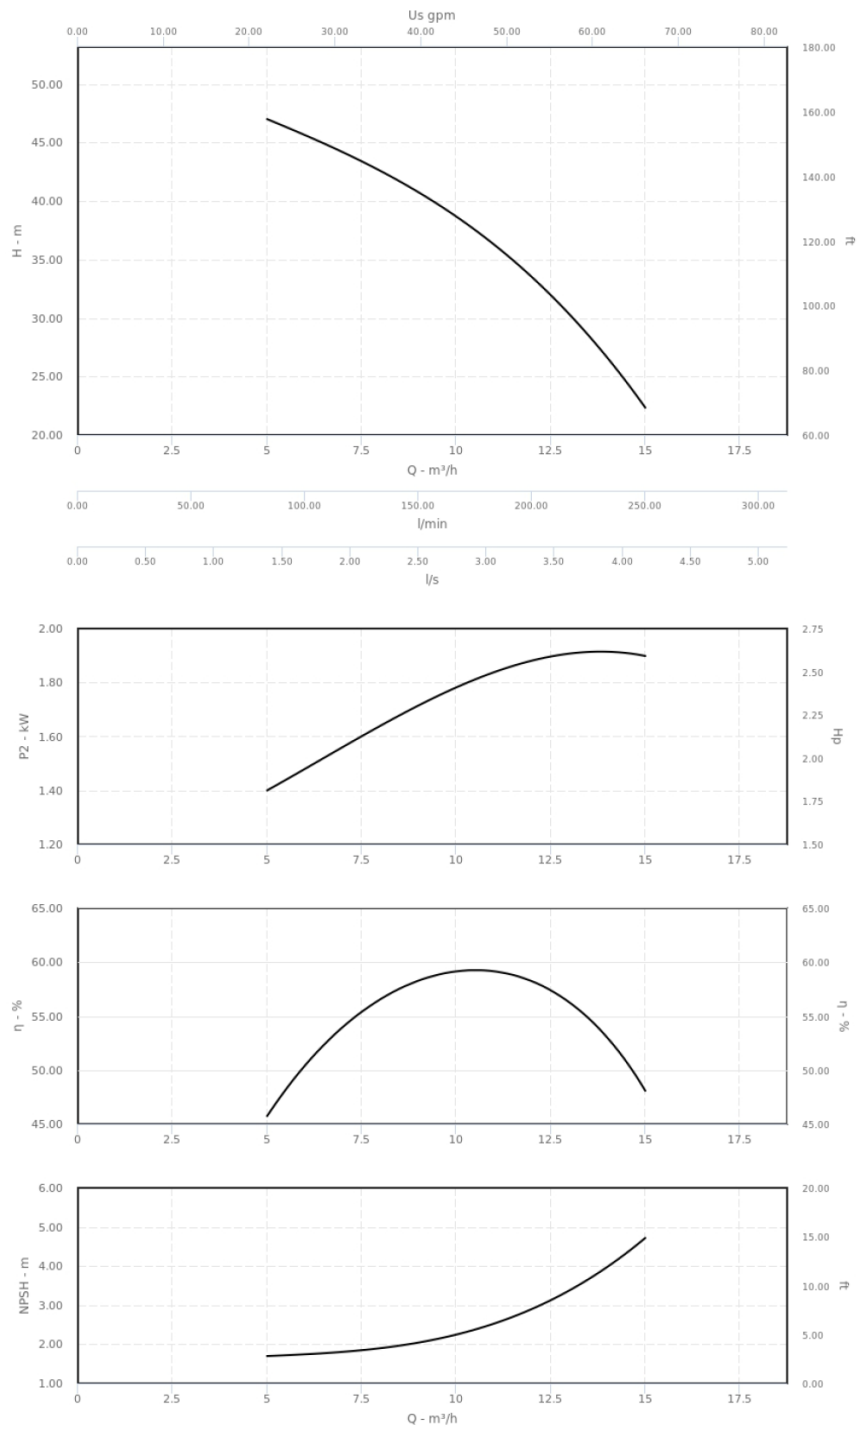 Us gpm
0.00 10.00 20.00 30.00 40.00 50.00 60.00 70.00 80.00
180.00
50.00
160.00
45.00
140.00
40.00
H - m
120.00
ft
35.00
100.00
30.00
80.00
25.00
20.00
60.00
0 2.5 5 7.5 10 12.5 15 17.5
Q - m³/h
0.00 50.00 100.00 150.00 200.00 250.00 300.00
l/min
0.00 0.50 1.00 1.50 2.00 2.50 3.00 3.50 4.00 4.50 5.00
l/s
2.00
2.75
2.50
1.80
2.25
P2 - kW
1.60
Hp
2.00
1.40
1.75
1.20
1.50
0 2.5 5 7.5 10 12.5 15 17.5
65.00
65.00
60.00
60.00
η - %
55.00
55.00
η - %
50.00
50.00
45.00
45.00
0 2.5 5 7.5 10 12.5 15 17.5
6.00
20.00
5.00
15.00
4.00
NPSH - m
10.00
ft
3.00
2.00
5.00
1.00
0.00
0 2.5 5 7.5 10 12.5 15 17.5
Q - m³/h